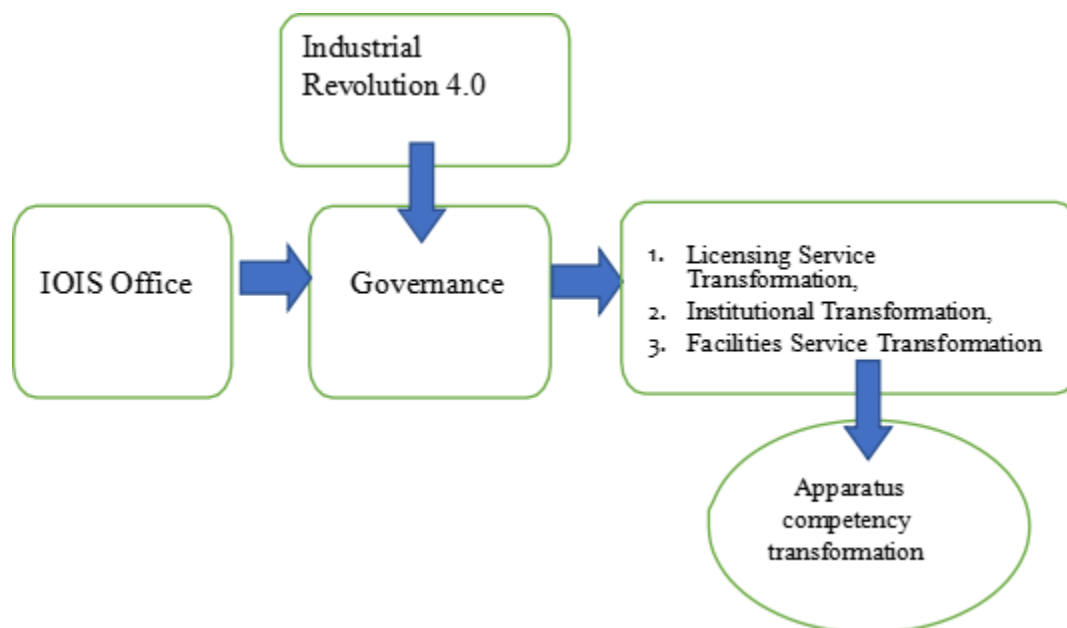 Industrial
Revolution 4.0
IOIS Office
Governance
1. Licensing Service
Transformation,
2. Institutional Transformation,
3. Facilities Service Transformation
Apparatus
competency
transformation